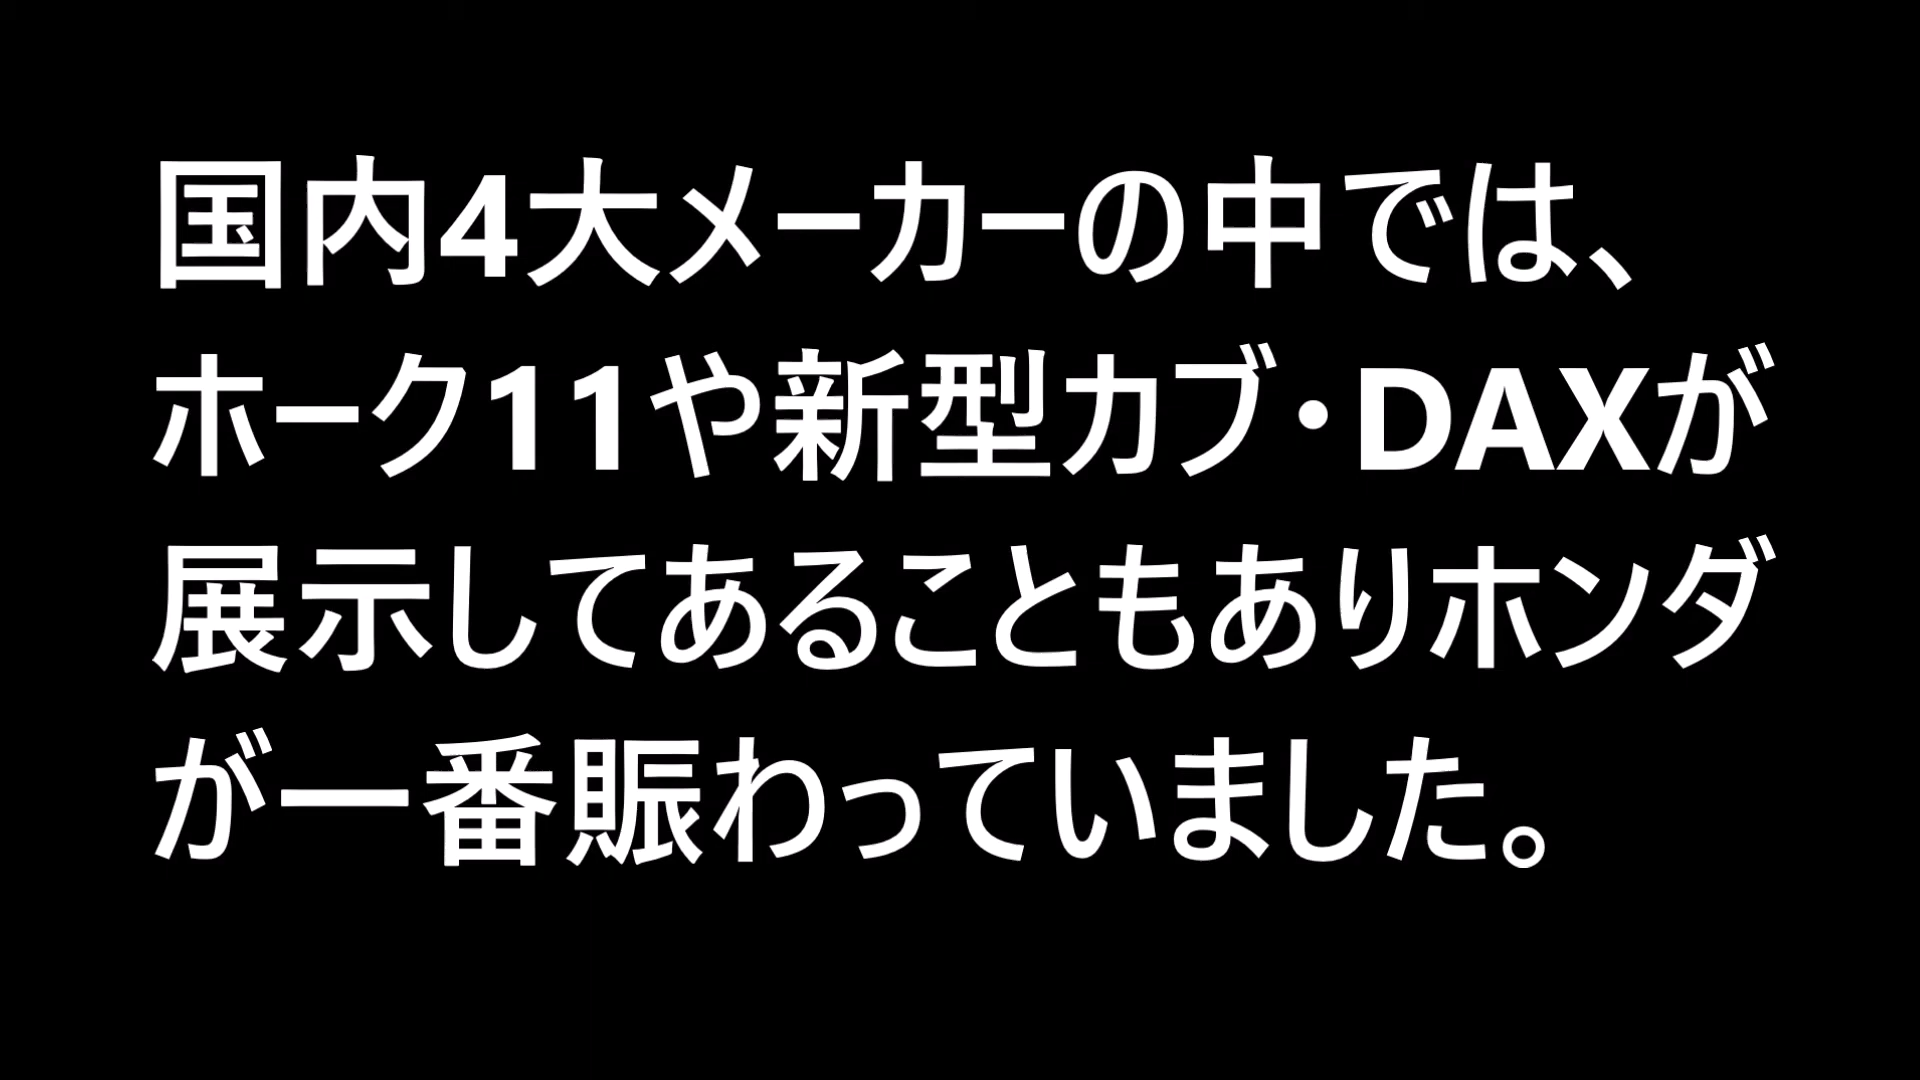 国内4大メーカーの中では、
ホーク11や新型カブ・DAXが
展示してあることもありホンダ
が一番賑わっていました。